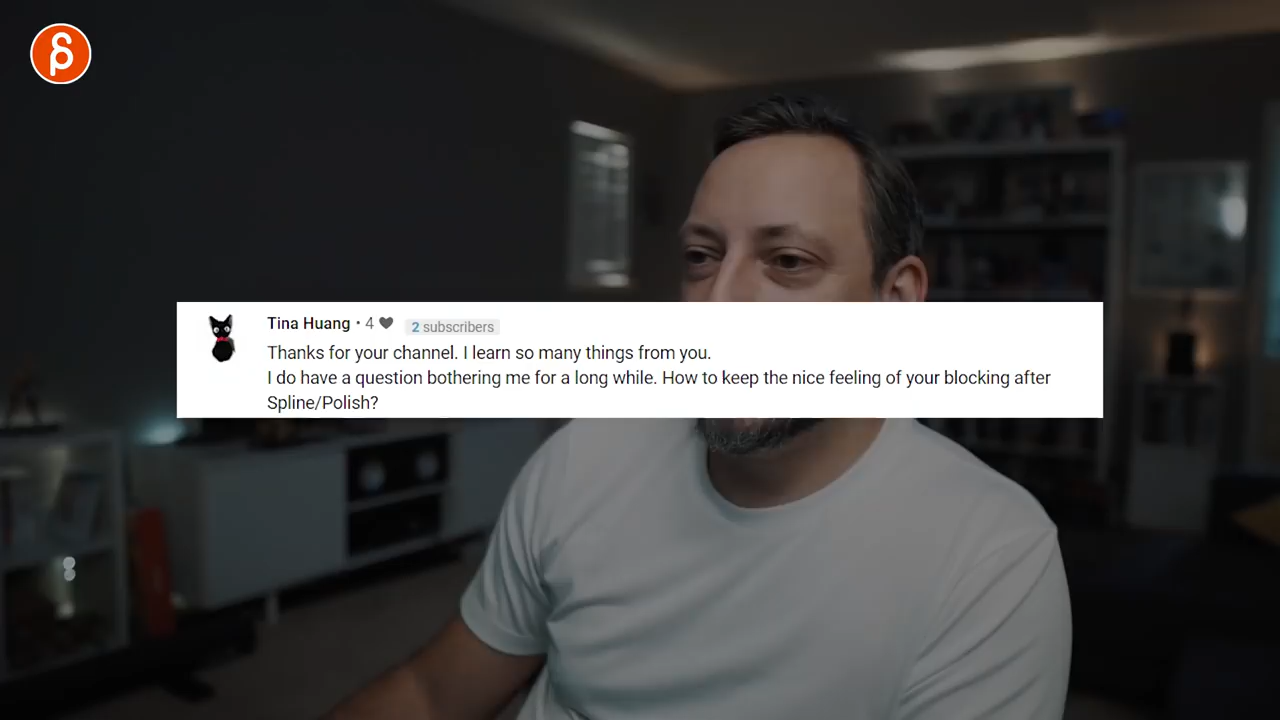 Tina Huang • 4 2 subscribers
Thanks for your channel. I learn so many things from you.
I do have a question bothering me for a long while. How to keep the nice feeling of your blocking after
Spline/Polish?